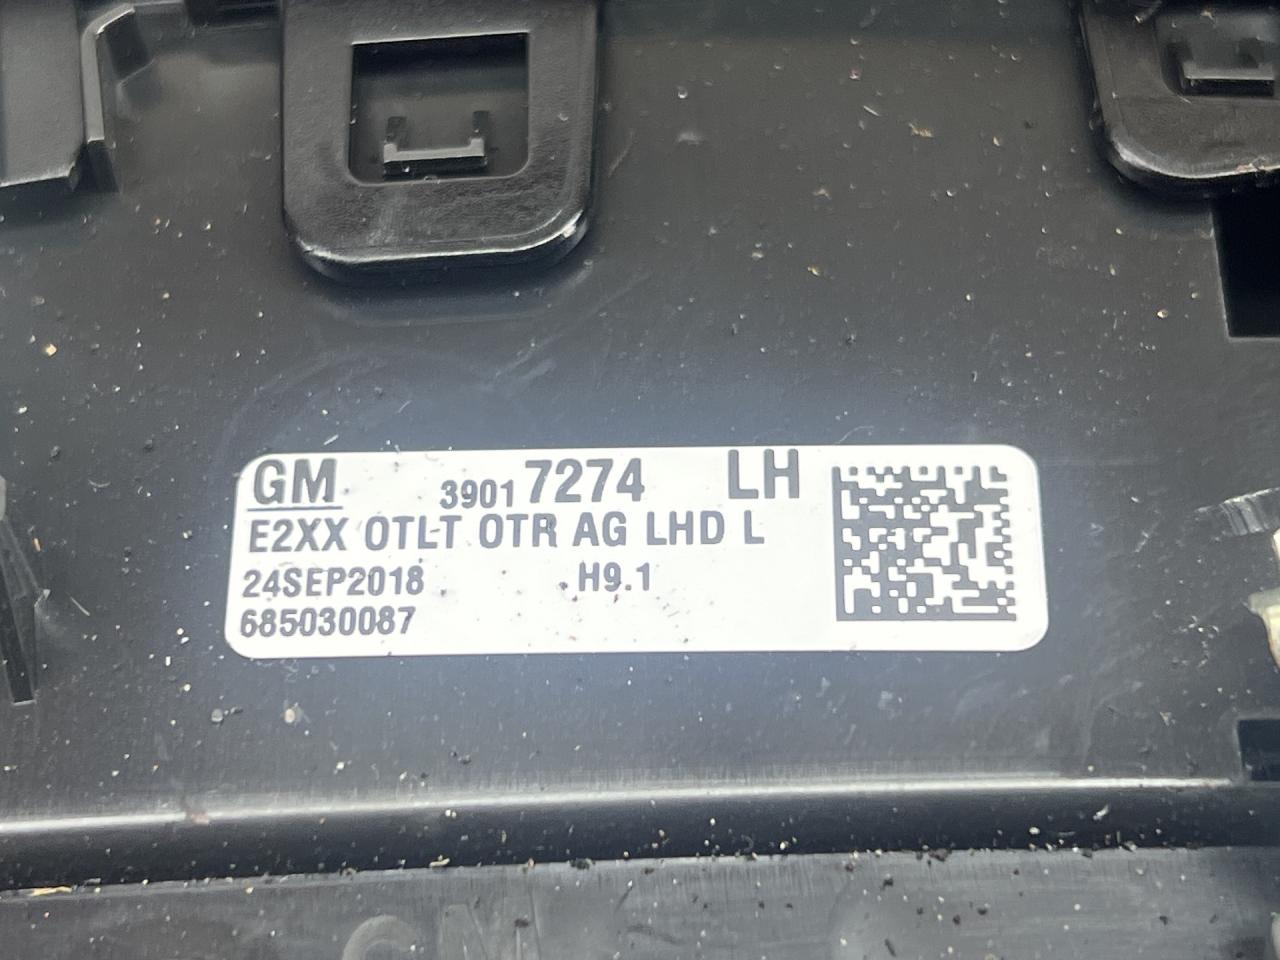 GM 39017274 LH
E2XX OTLT OTR AG LHD L
24SEP2018 H9.1
685030087